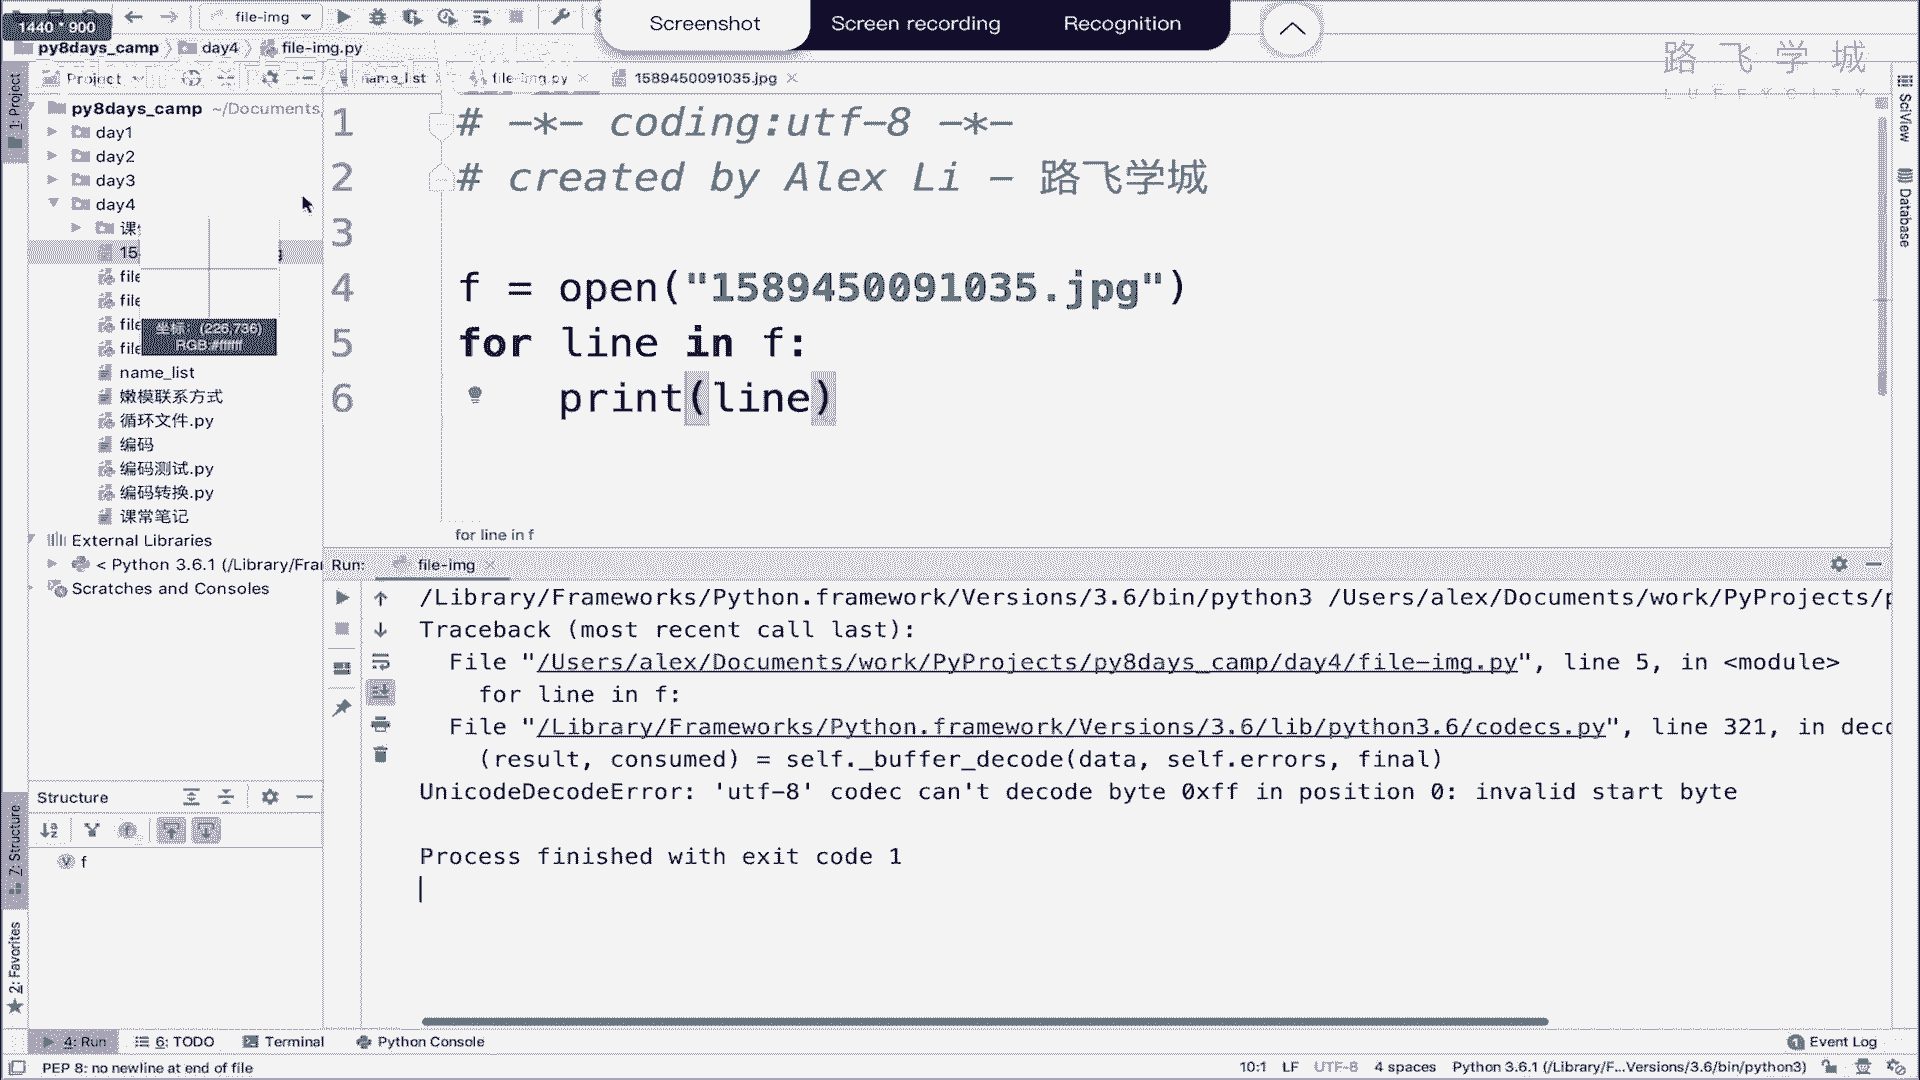 1440 * 900
file-img
Screenshot
Screen recording
Recognition
py8days_camp
day4
file-img.py
路飞学城
LUFFYCITY
1: Project
Project
name_list
file-img.py
1589450091035.jpg
SciView
Database
py8days_camp ~/Documents
day1
day2
day3
day4
15
file
file
file
file
坐标: (226,736)
RGB:#ffffff
name_list
嫩模联系方式
循环文件.py
编码
编码测试.py
编码转换.py
课常笔记
External Libraries
< Python 3.6.1 (/Library/Frar
Scratches and Consoles
1 # -*- coding:utf-8 -*-
2 # created by Alex Li - 路飞学城
3
4 f = open("1589450091035.jpg")
5 for line in f:
6 print(line)
for line in f
Run:
file-img
/Library/Frameworks/Python.framework/Versions/3.6/bin/python3 /Users/alex/Documents/work/PyProjects/p
Traceback (most recent call last):
File "/Users/alex/Documents/work/PyProjects/py8days_camp/day4/file-img.py", line 5, in <module>
for line in f:
File "/Library/Frameworks/Python.framework/Versions/3.6/lib/python3.6/codecs.py", line 321, in deco
(result, consumed) = self._buffer_decode(data, self.errors, final)
UnicodeDecodeError: 'utf-8' codec can't decode byte 0xff in position 0: invalid start byte
Process finished with exit code 1
Structure
f
7: Structure
2: Favorites
4: Run
6: TODO
Terminal
Python Console
Event Log
PEP 8: no newline at end of file
10:1 LF UTF-8 4 spaces Python 3.6.1 (/Library/F...Versions/3.6/bin/python3)